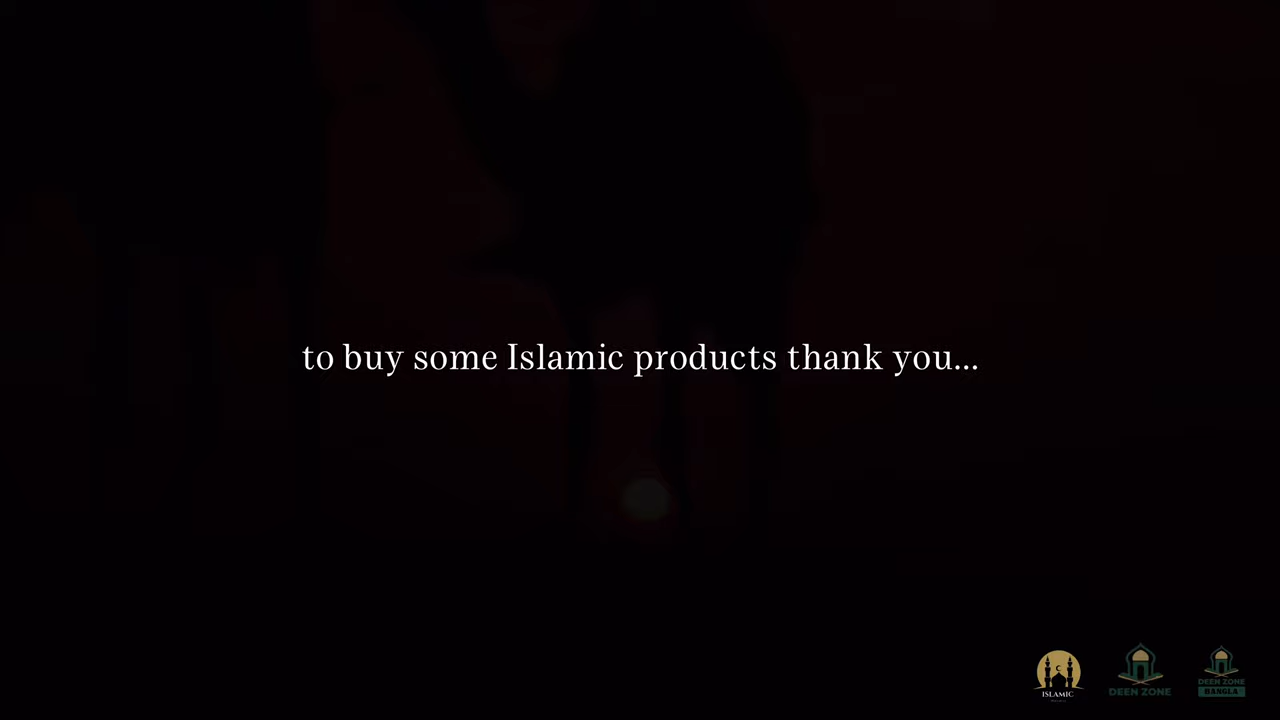 to buy some Islamic products thank you...
ISLAMIC
DEEN ZONE
DEEN ZONE
BANGLA